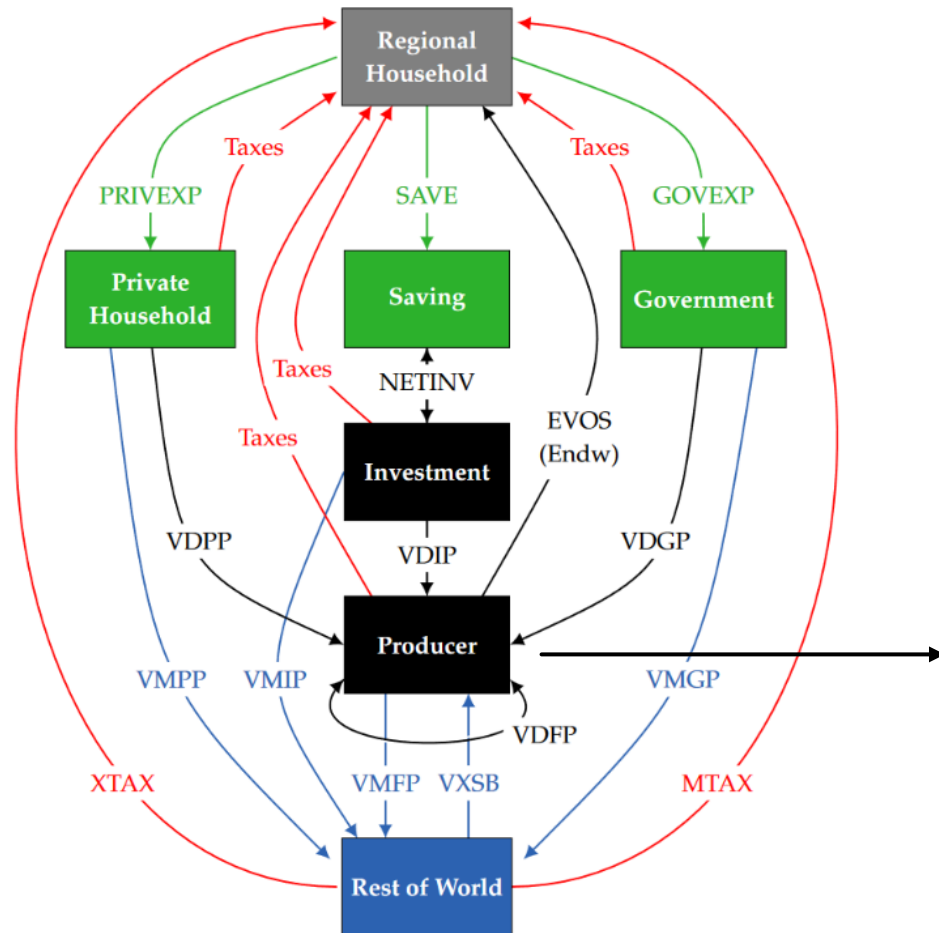 Regional
Household
Taxes
Taxes
PRIVEXP
SAVE
GOVEXP
Private
Household
Saving
Government
Taxes
NETINV
Taxes
EVOS
(Endw)
Investment
VDPP
VDIP
VDGP
Producer
VMPP
VMIP
VMGP
VDFP
XTAX
VMFP
VXSB
MTAX
Rest of World